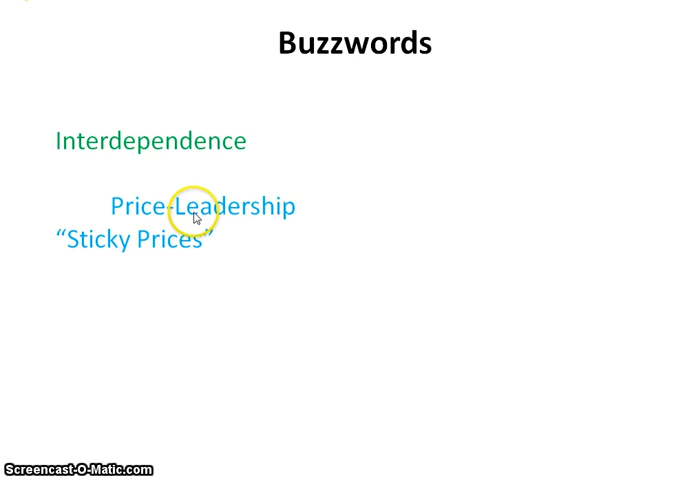 Buzzwords
Interdependence
Price-Leadership
“Sticky Prices”
Screencast-O-Matic.com